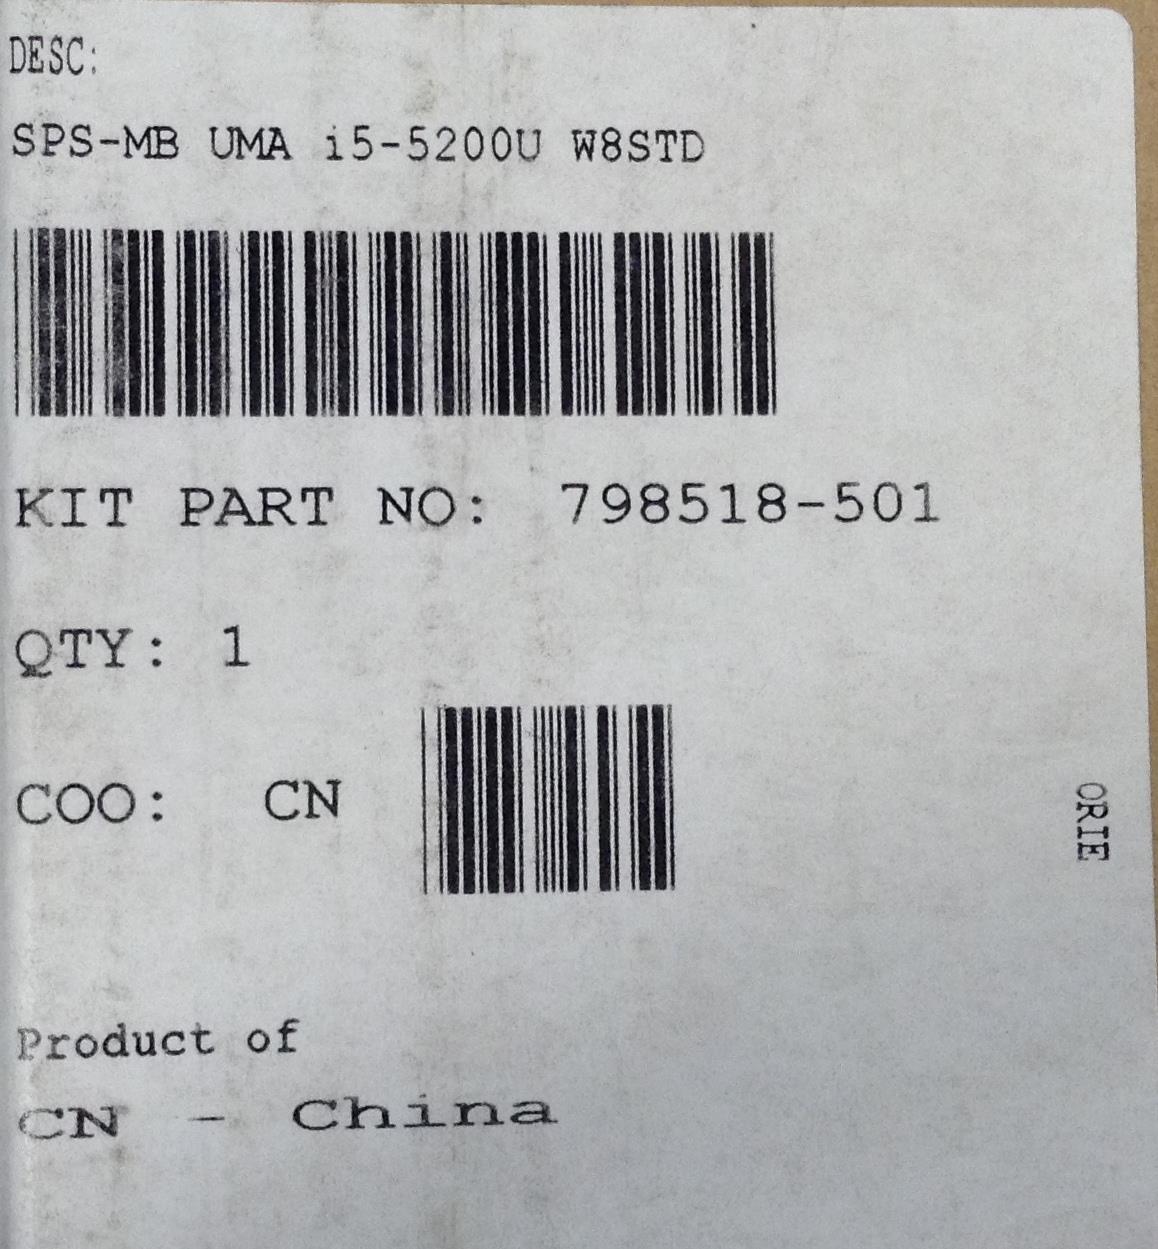 DESC:
SPS-MB UMA i5-5200U W8STD
KIT PART NO: 798518-501
QTY: 1
COO: CN
ORIE
Product of
CN - China